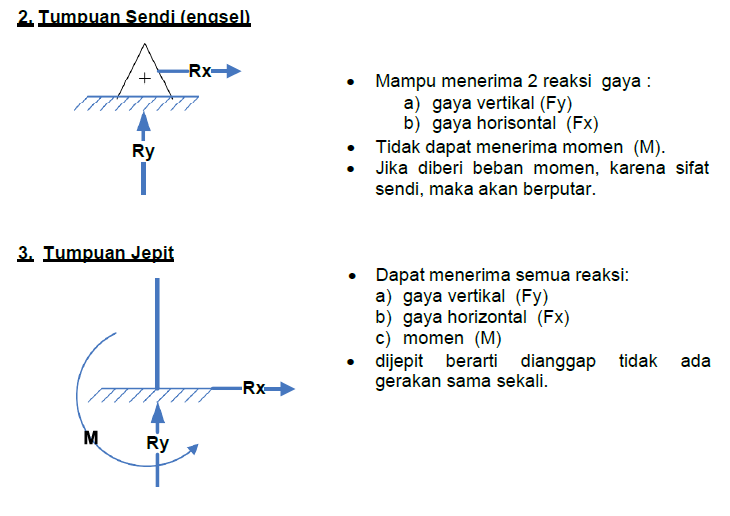 2. Tumpuan Sendi (engsel)
Rx
+
Ry
• Mampu menerima 2 reaksi gaya :
a) gaya vertikal (Fy)
b) gaya horisontal (Fx)
• Tidak dapat menerima momen (M).
• Jika diberi beban momen, karena sifat
sendi, maka akan berputar.
3. Tumpuan Jepit
Rx
M
Ry
• Dapat menerima semua reaksi:
a) gaya vertikal (Fy)
b) gaya horizontal (Fx)
c) momen (M)
• dijepit berarti dianggap tidak ada
gerakan sama sekali.